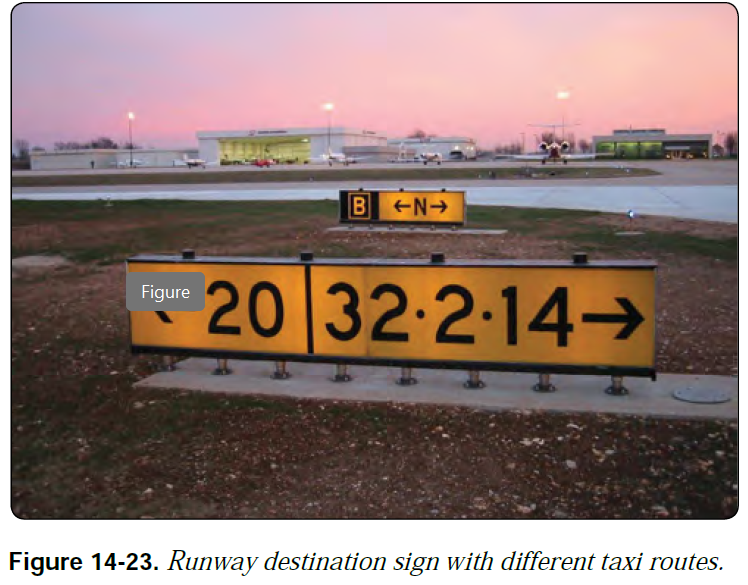 B ←N→
Figure
20 32·2·14→
Figure 14-23. Runway destination sign with different taxi routes.